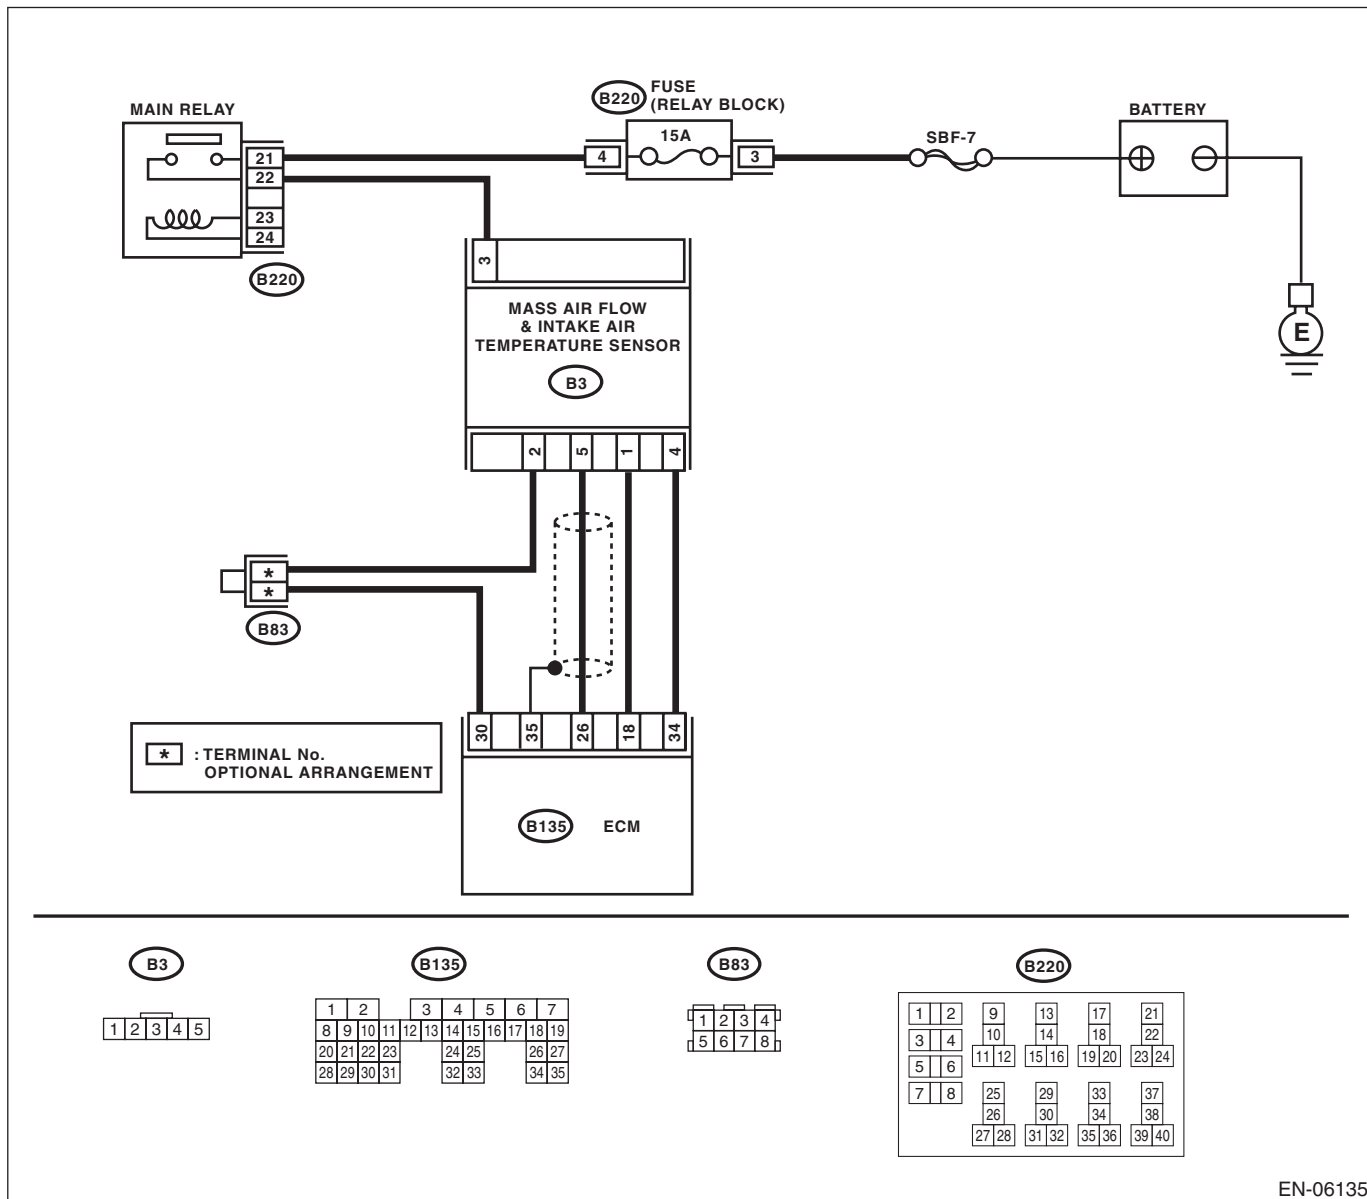 MAIN RELAY
21
22
23
24
B220
B220
FUSE
(RELAY BLOCK)
15A
4
3
SBF-7
BATTERY
E
3
MASS AIR FLOW
& INTAKE AIR
TEMPERATURE SENSOR
B3
2 5 1 4
*
*
B83
30 35 26 18 34
* : TERMINAL No.
OPTIONAL ARRANGEMENT
B135 ECM
B3
1 2 3 4 5
B135
1 2 3 4 5 6 7
8 9 10 11 12 13 14 15 16 17 18 19
20 21 22 23 24 25 26 27
28 29 30 31 32 33 34 35
B83
1 2 3 4
5 6 7 8
B220
1 2 9 13 17 21
3 4 10 14 18 22
11 12 15 16 19 20 23 24
5 6
7 8 25 29 33 37
26 30 34 38
27 28 31 32 35 36 39 40
EN-06135